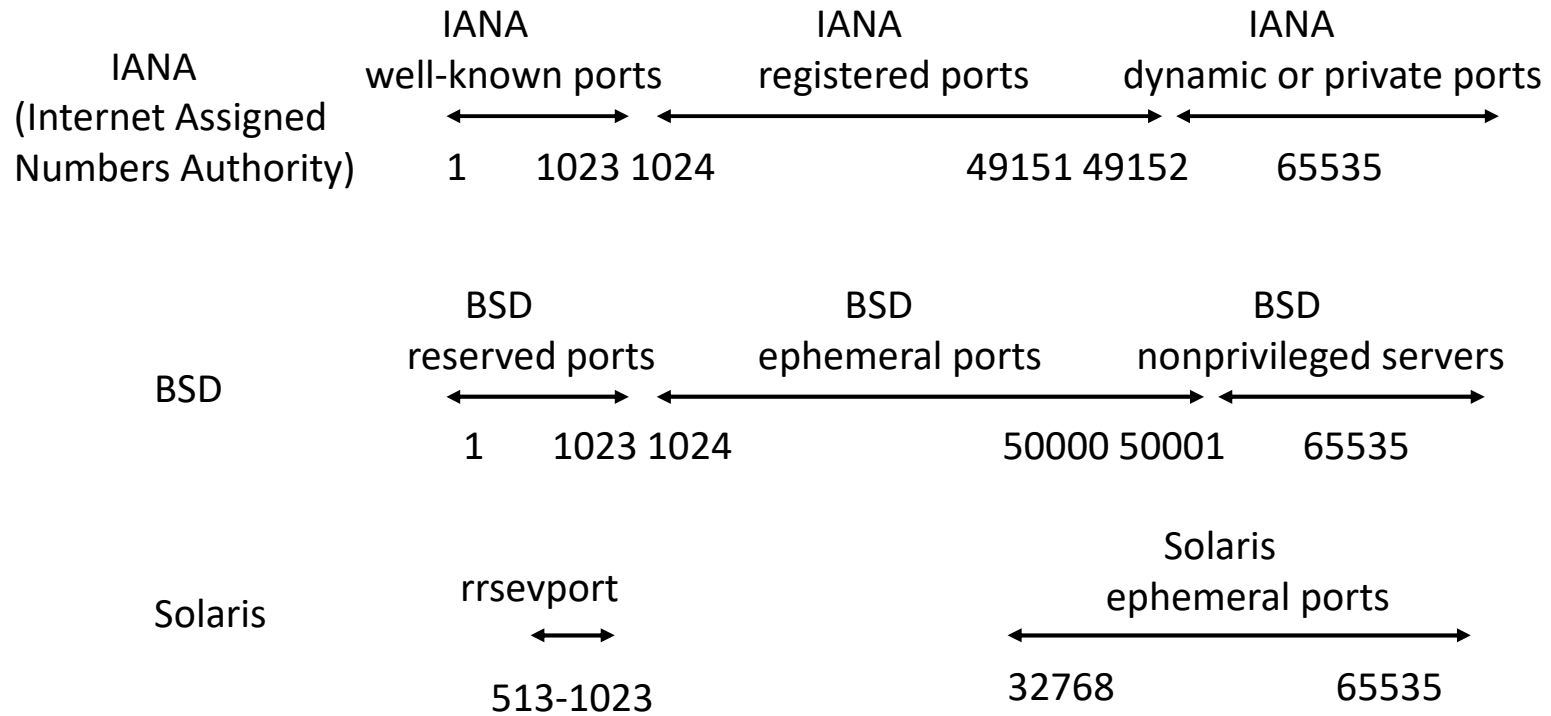 IANA
(Internet Assigned
Numbers Authority)
IANA
well-known ports
IANA
registered ports
IANA
dynamic or private ports
1 1023 1024 49151 49152 65535
BSD
BSD
reserved ports
BSD
ephemeral ports
BSD
nonprivileged servers
1 1023 1024 50000 50001 65535
Solaris
rrsevport
513-1023
Solaris
ephemeral ports
32768 65535